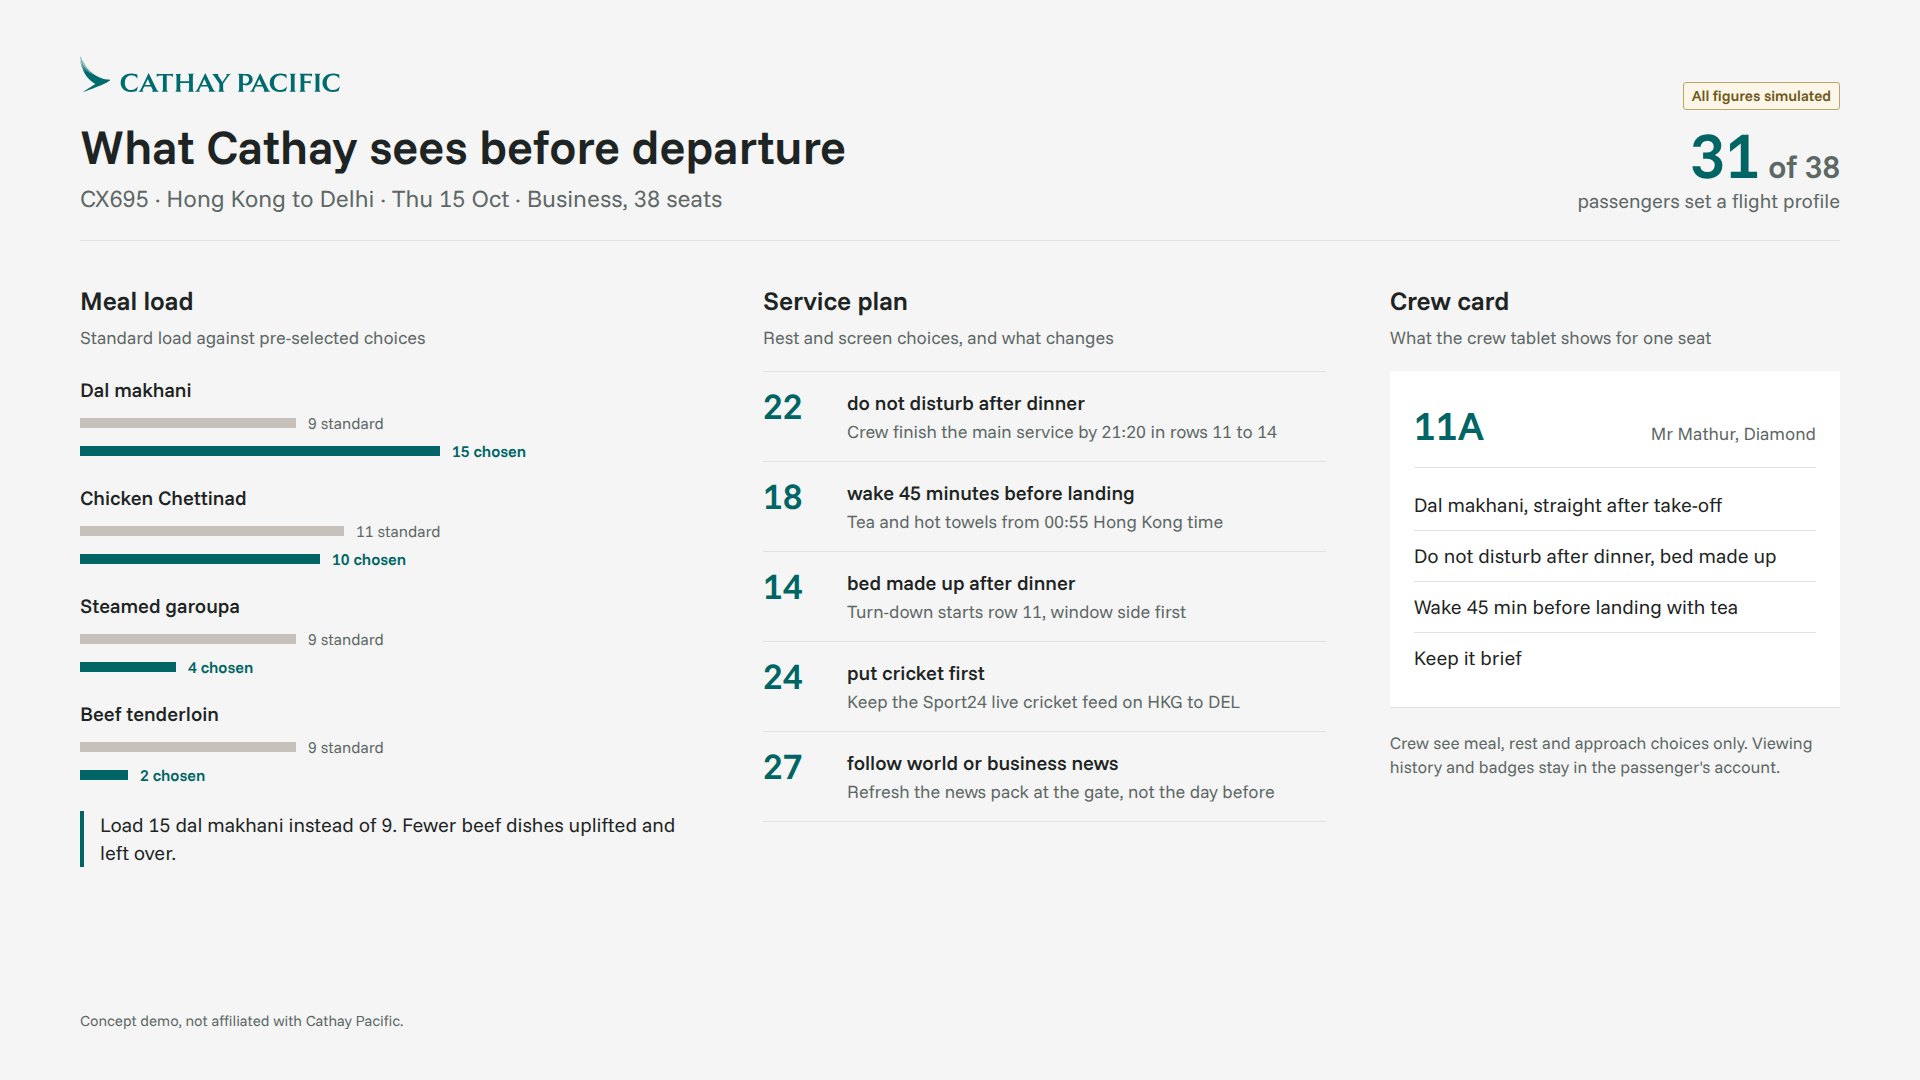 CATHAY PACIFIC
What Cathay sees before departure
CX695 · Hong Kong to Delhi · Thu 15 Oct · Business, 38 seats
All figures simulated
31 of 38
passengers set a flight profile
Meal load
Standard load against pre-selected choices
Dal makhani
9 standard
15 chosen
Chicken Chettinad
11 standard
10 chosen
Steamed garoupa
9 standard
4 chosen
Beef tenderloin
9 standard
2 chosen
Load 15 dal makhani instead of 9. Fewer beef dishes uplifted and
left over.
Service plan
Rest and screen choices, and what changes
22
do not disturb after dinner
Crew finish the main service by 21:20 in rows 11 to 14
18
wake 45 minutes before landing
Tea and hot towels from 00:55 Hong Kong time
14
bed made up after dinner
Turn-down starts row 11, window side first
24
put cricket first
Keep the Sport24 live cricket feed on HKG to DEL
27
follow world or business news
Refresh the news pack at the gate, not the day before
Crew card
What the crew tablet shows for one seat
11A
Mr Mathur, Diamond
Dal makhani, straight after take-off
Do not disturb after dinner, bed made up
Wake 45 min before landing with tea
Keep it brief
Crew see meal, rest and approach choices only. Viewing
history and badges stay in the passenger's account.
Concept demo, not affiliated with Cathay Pacific.